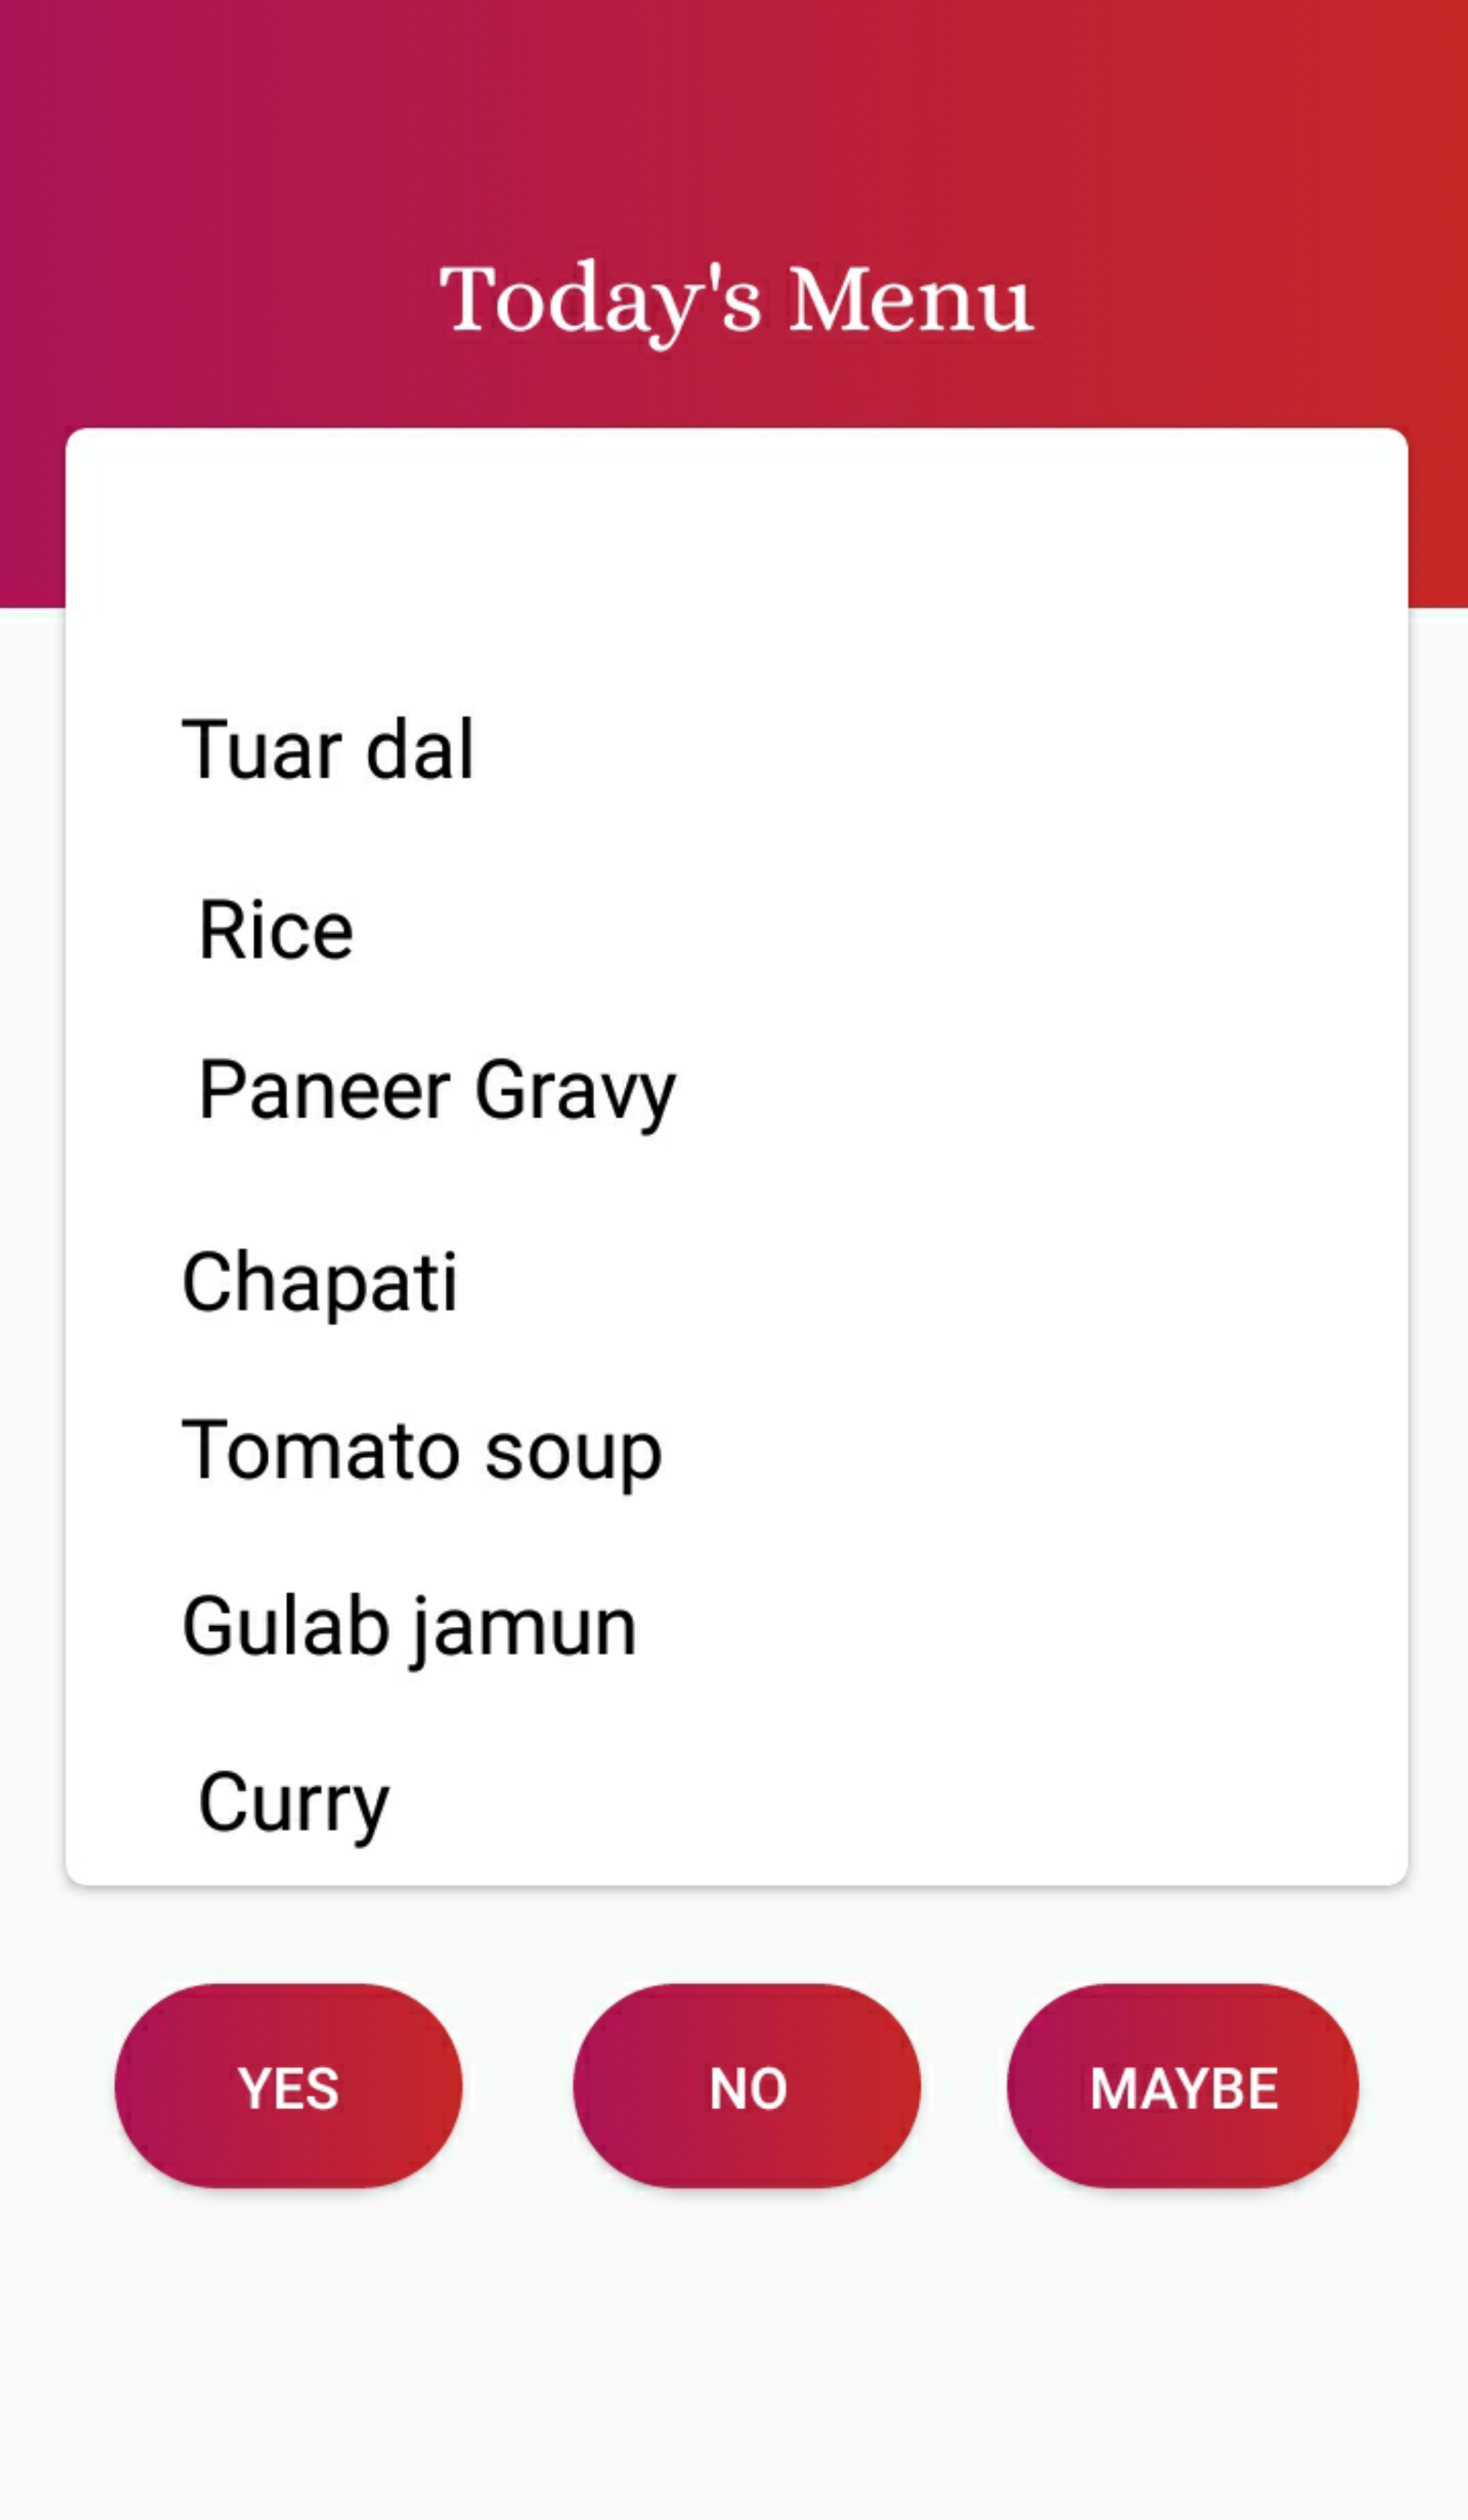 Today's Menu
Tuar dal
Rice
Paneer Gravy
Chapati
Tomato soup
Gulab jamun
Curry
YES
NO
MAYBE